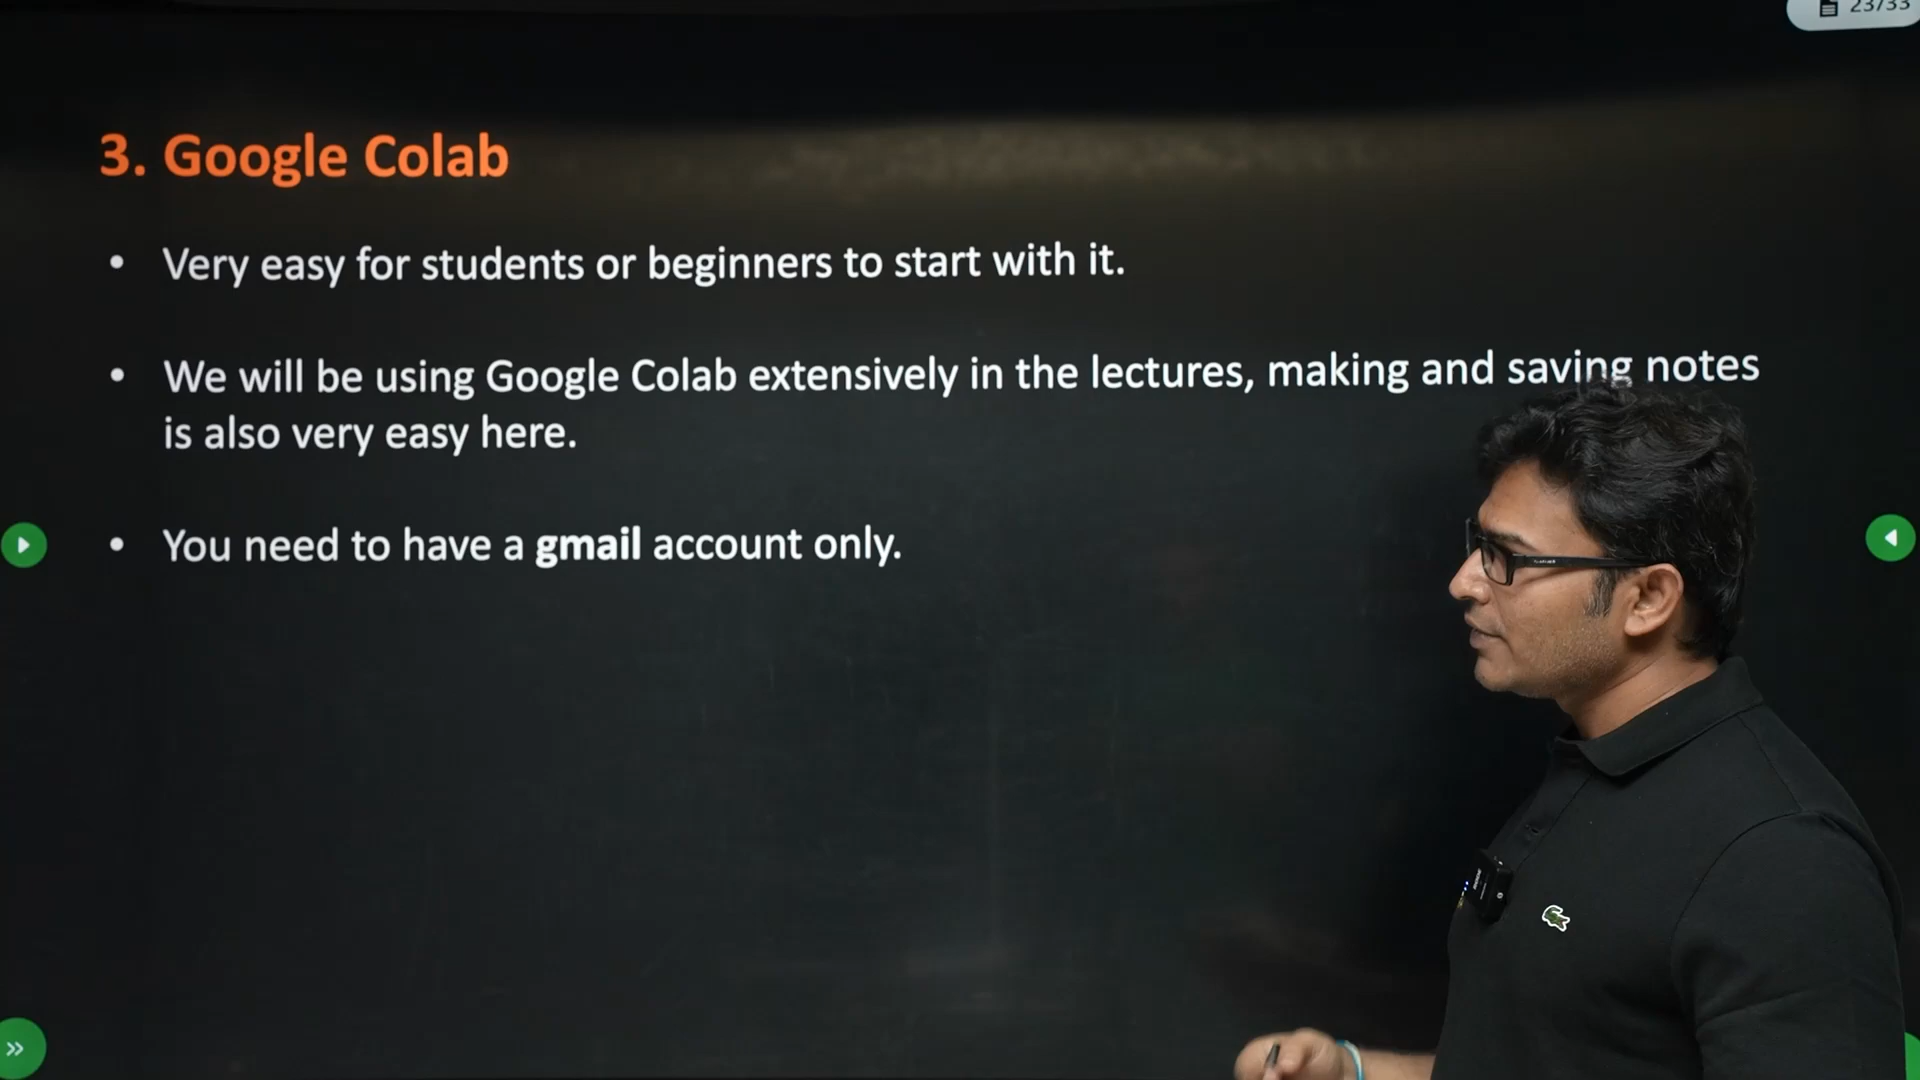 23/33
3. Google Colab
• Very easy for students or beginners to start with it.
• We will be using Google Colab extensively in the lectures, making and saving notes
is also very easy here.
• You need to have a gmail account only.